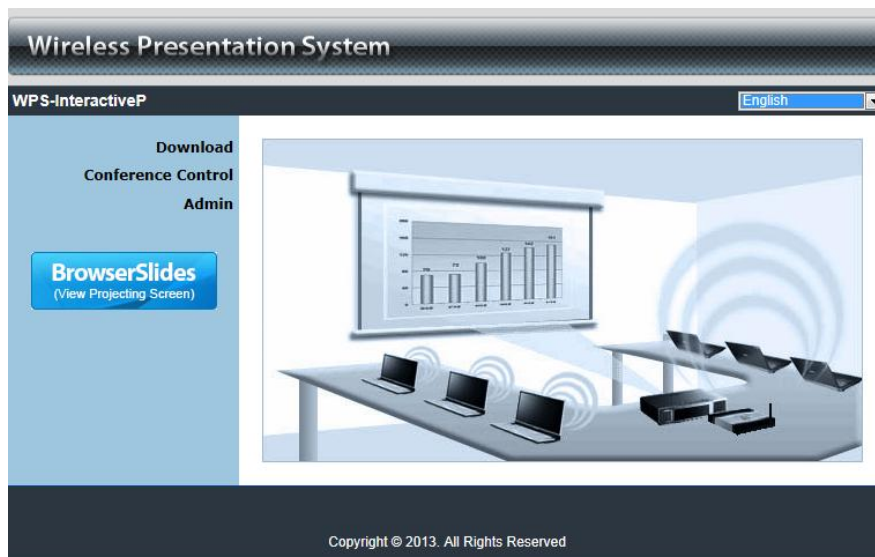 Wireless Presentation System
WPS-InteractiveP
English
Download
Conference Control
Admin
BrowserSlides
(View Projecting Screen)
Copyright © 2013. All Rights Reserved